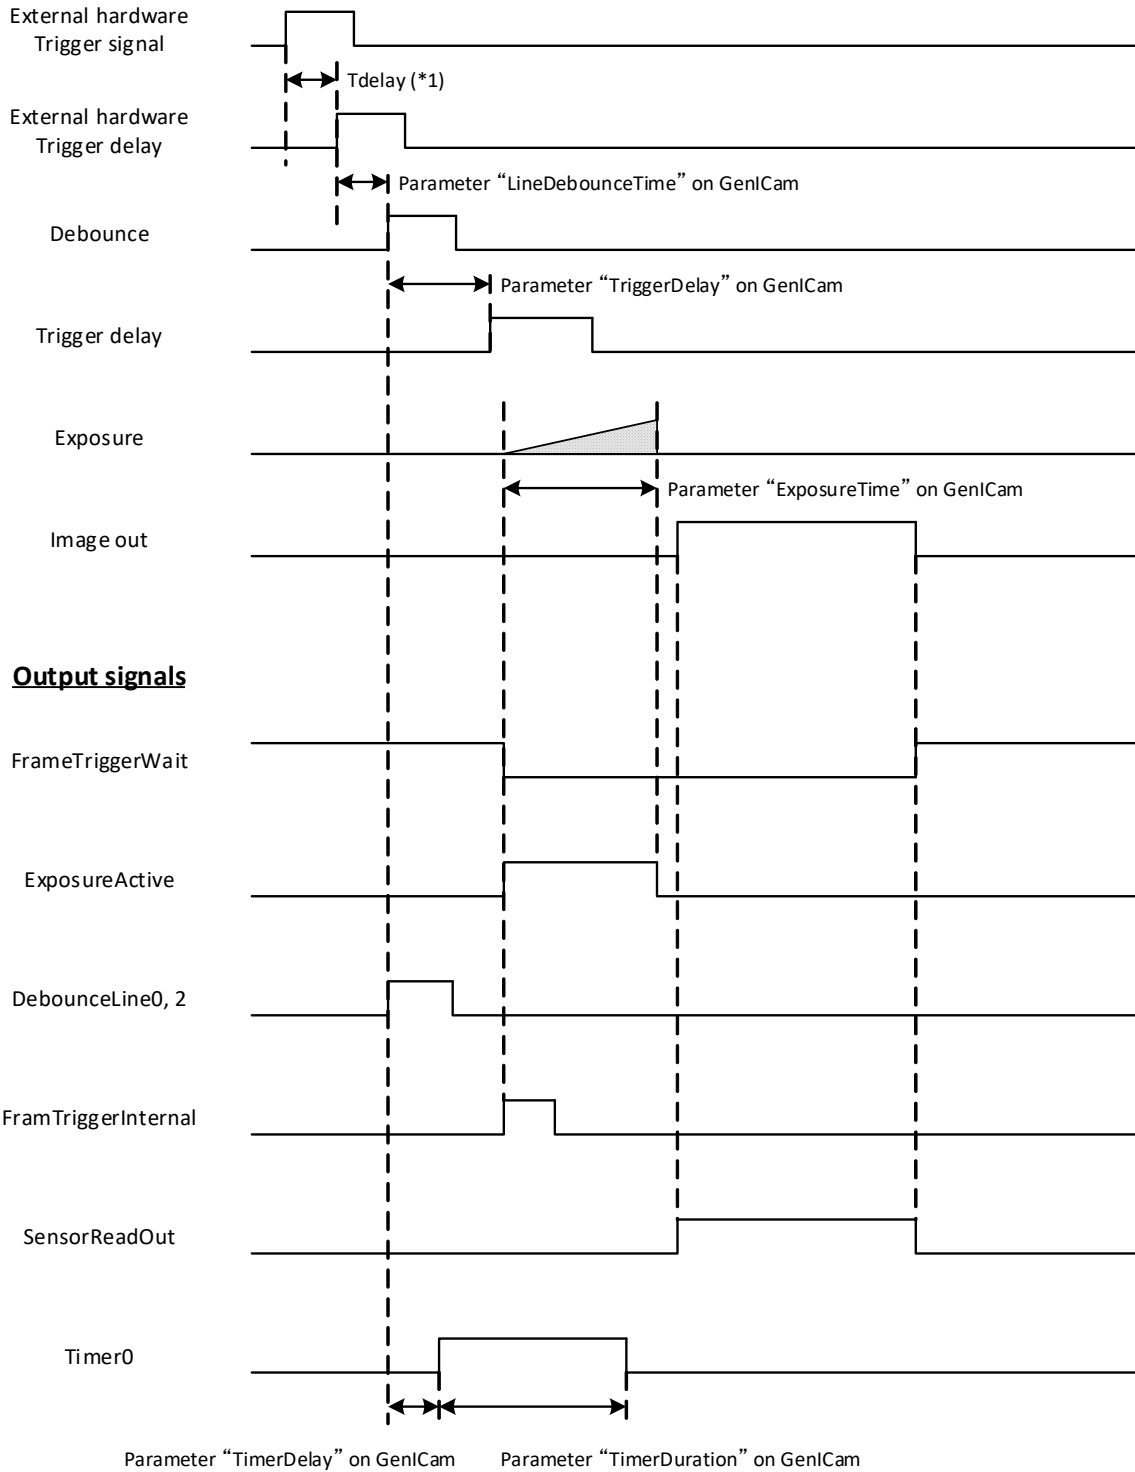 External hardware
Trigger signal
Tdelay (*1)
External hardware
Trigger delay
Parameter “LineDebounceTime” on GenICam
Debounce
Parameter “TriggerDelay” on GenICam
Trigger delay
Exposure
Parameter “ExposureTime” on GenICam
Image out
Output signals
FrameTriggerWait
ExposureActive
DebounceLine0, 2
FramTriggerInternal
SensorReadOut
Timer0
Parameter “TimerDelay” on GenICam
Parameter “TimerDuration” on GenICam